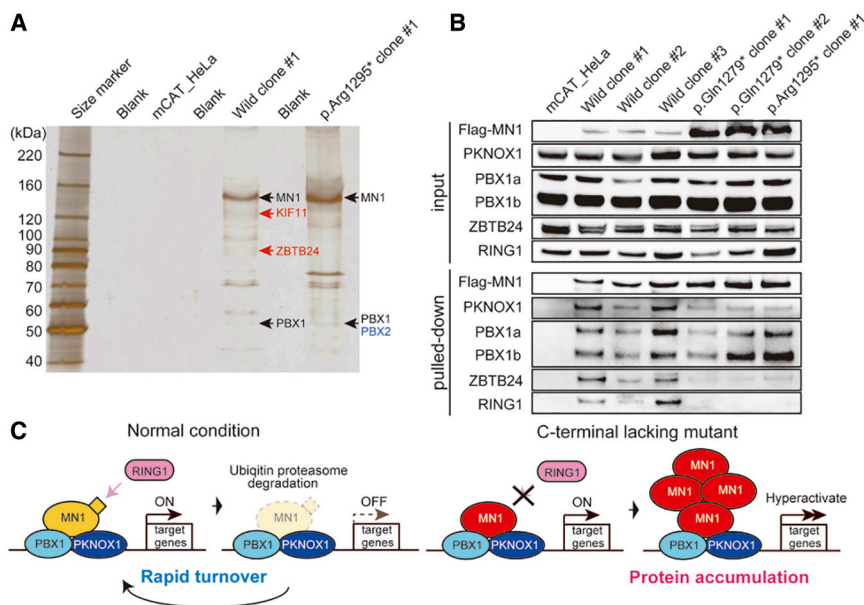 A
Size marker
Blank
mCAT_HeLa
Blank
Wild clone #1
Blank
p.Arg1295* clone #1
(kDa)
220
160
120
100
90
80
70
60
50
40
MN1
KIF11
ZBTB24
PBX1
MN1
PBX1
PBX2
B
mCAT_HeLa
Wild clone #1
Wild clone #2
Wild clone #3
p.Gln1279* clone #1
p.Gln1279* clone #2
p.Arg1295* clone #1
input
Flag-MN1
PKNOX1
PBX1a
PBX1b
ZBTB24
RING1
pulled-down
Flag-MN1
PKNOX1
PBX1a
PBX1b
ZBTB24
RING1
C
Normal condition
RING1
MN1
PBX1
PKNOX1
ON
target
genes
Ubiqitin proteasome
degradation
MN1
PBX1
PKNOX1
OFF
target
genes
Rapid turnover
C-terminal lacking mutant
RING1
MN1
PBX1
PKNOX1
ON
target
genes
MN1
MN1
MN1
MN1
PBX1
PKNOX1
Hyperactivate
target
genes
Protein accumulation